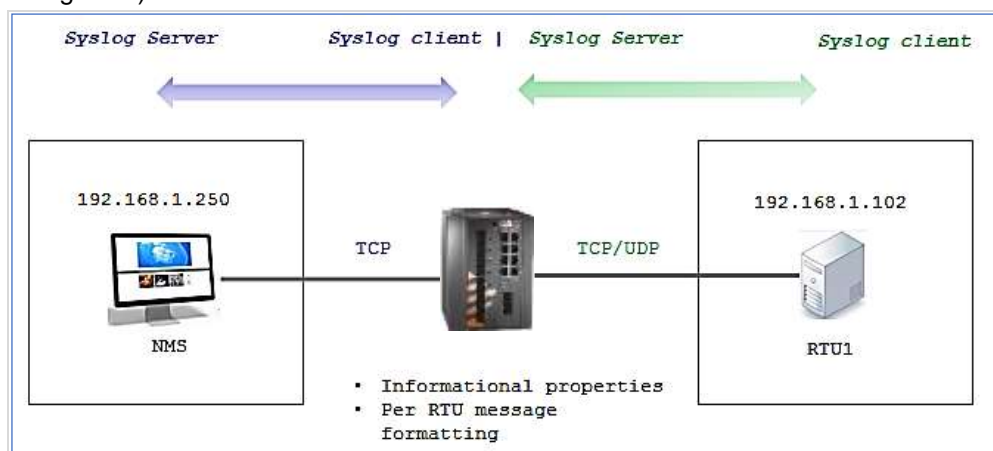 Syslog Server Syslog client | Syslog Server Syslog client
192.168.1.250
192.168.1.102
TCP
TCP/UDP
NMS
RTU1
▪ Informational properties
▪ Per RTU message
formatting